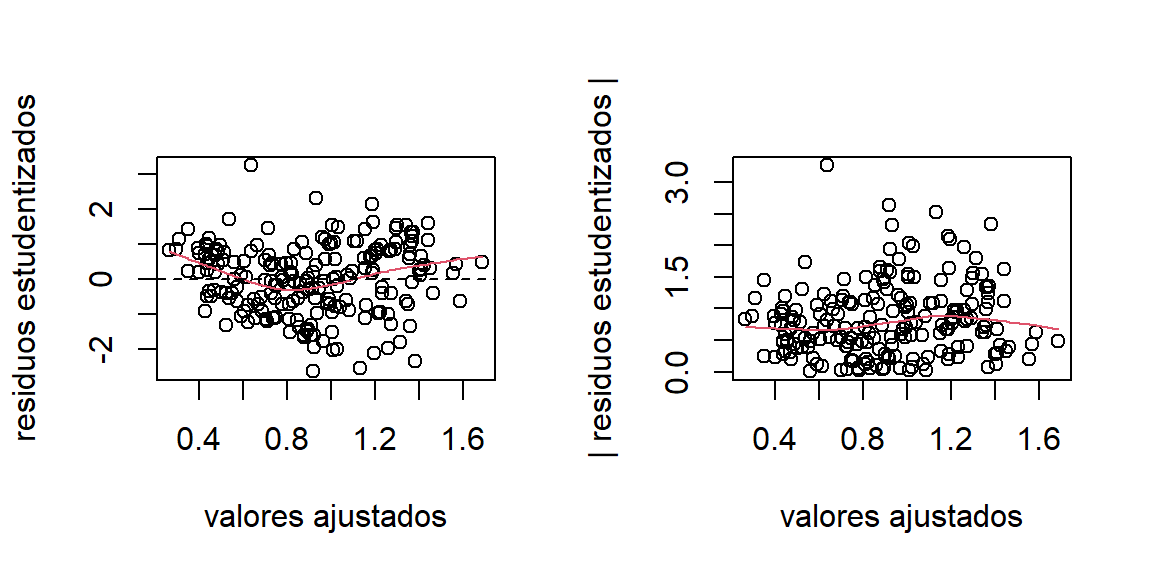 residuos estudentizados
2
0
-2
0.4 0.8 1.2 1.6
valores ajustados
| residuos estudentizados |
3.0
1.5
0.0
0.4 0.8 1.2 1.6
valores ajustados